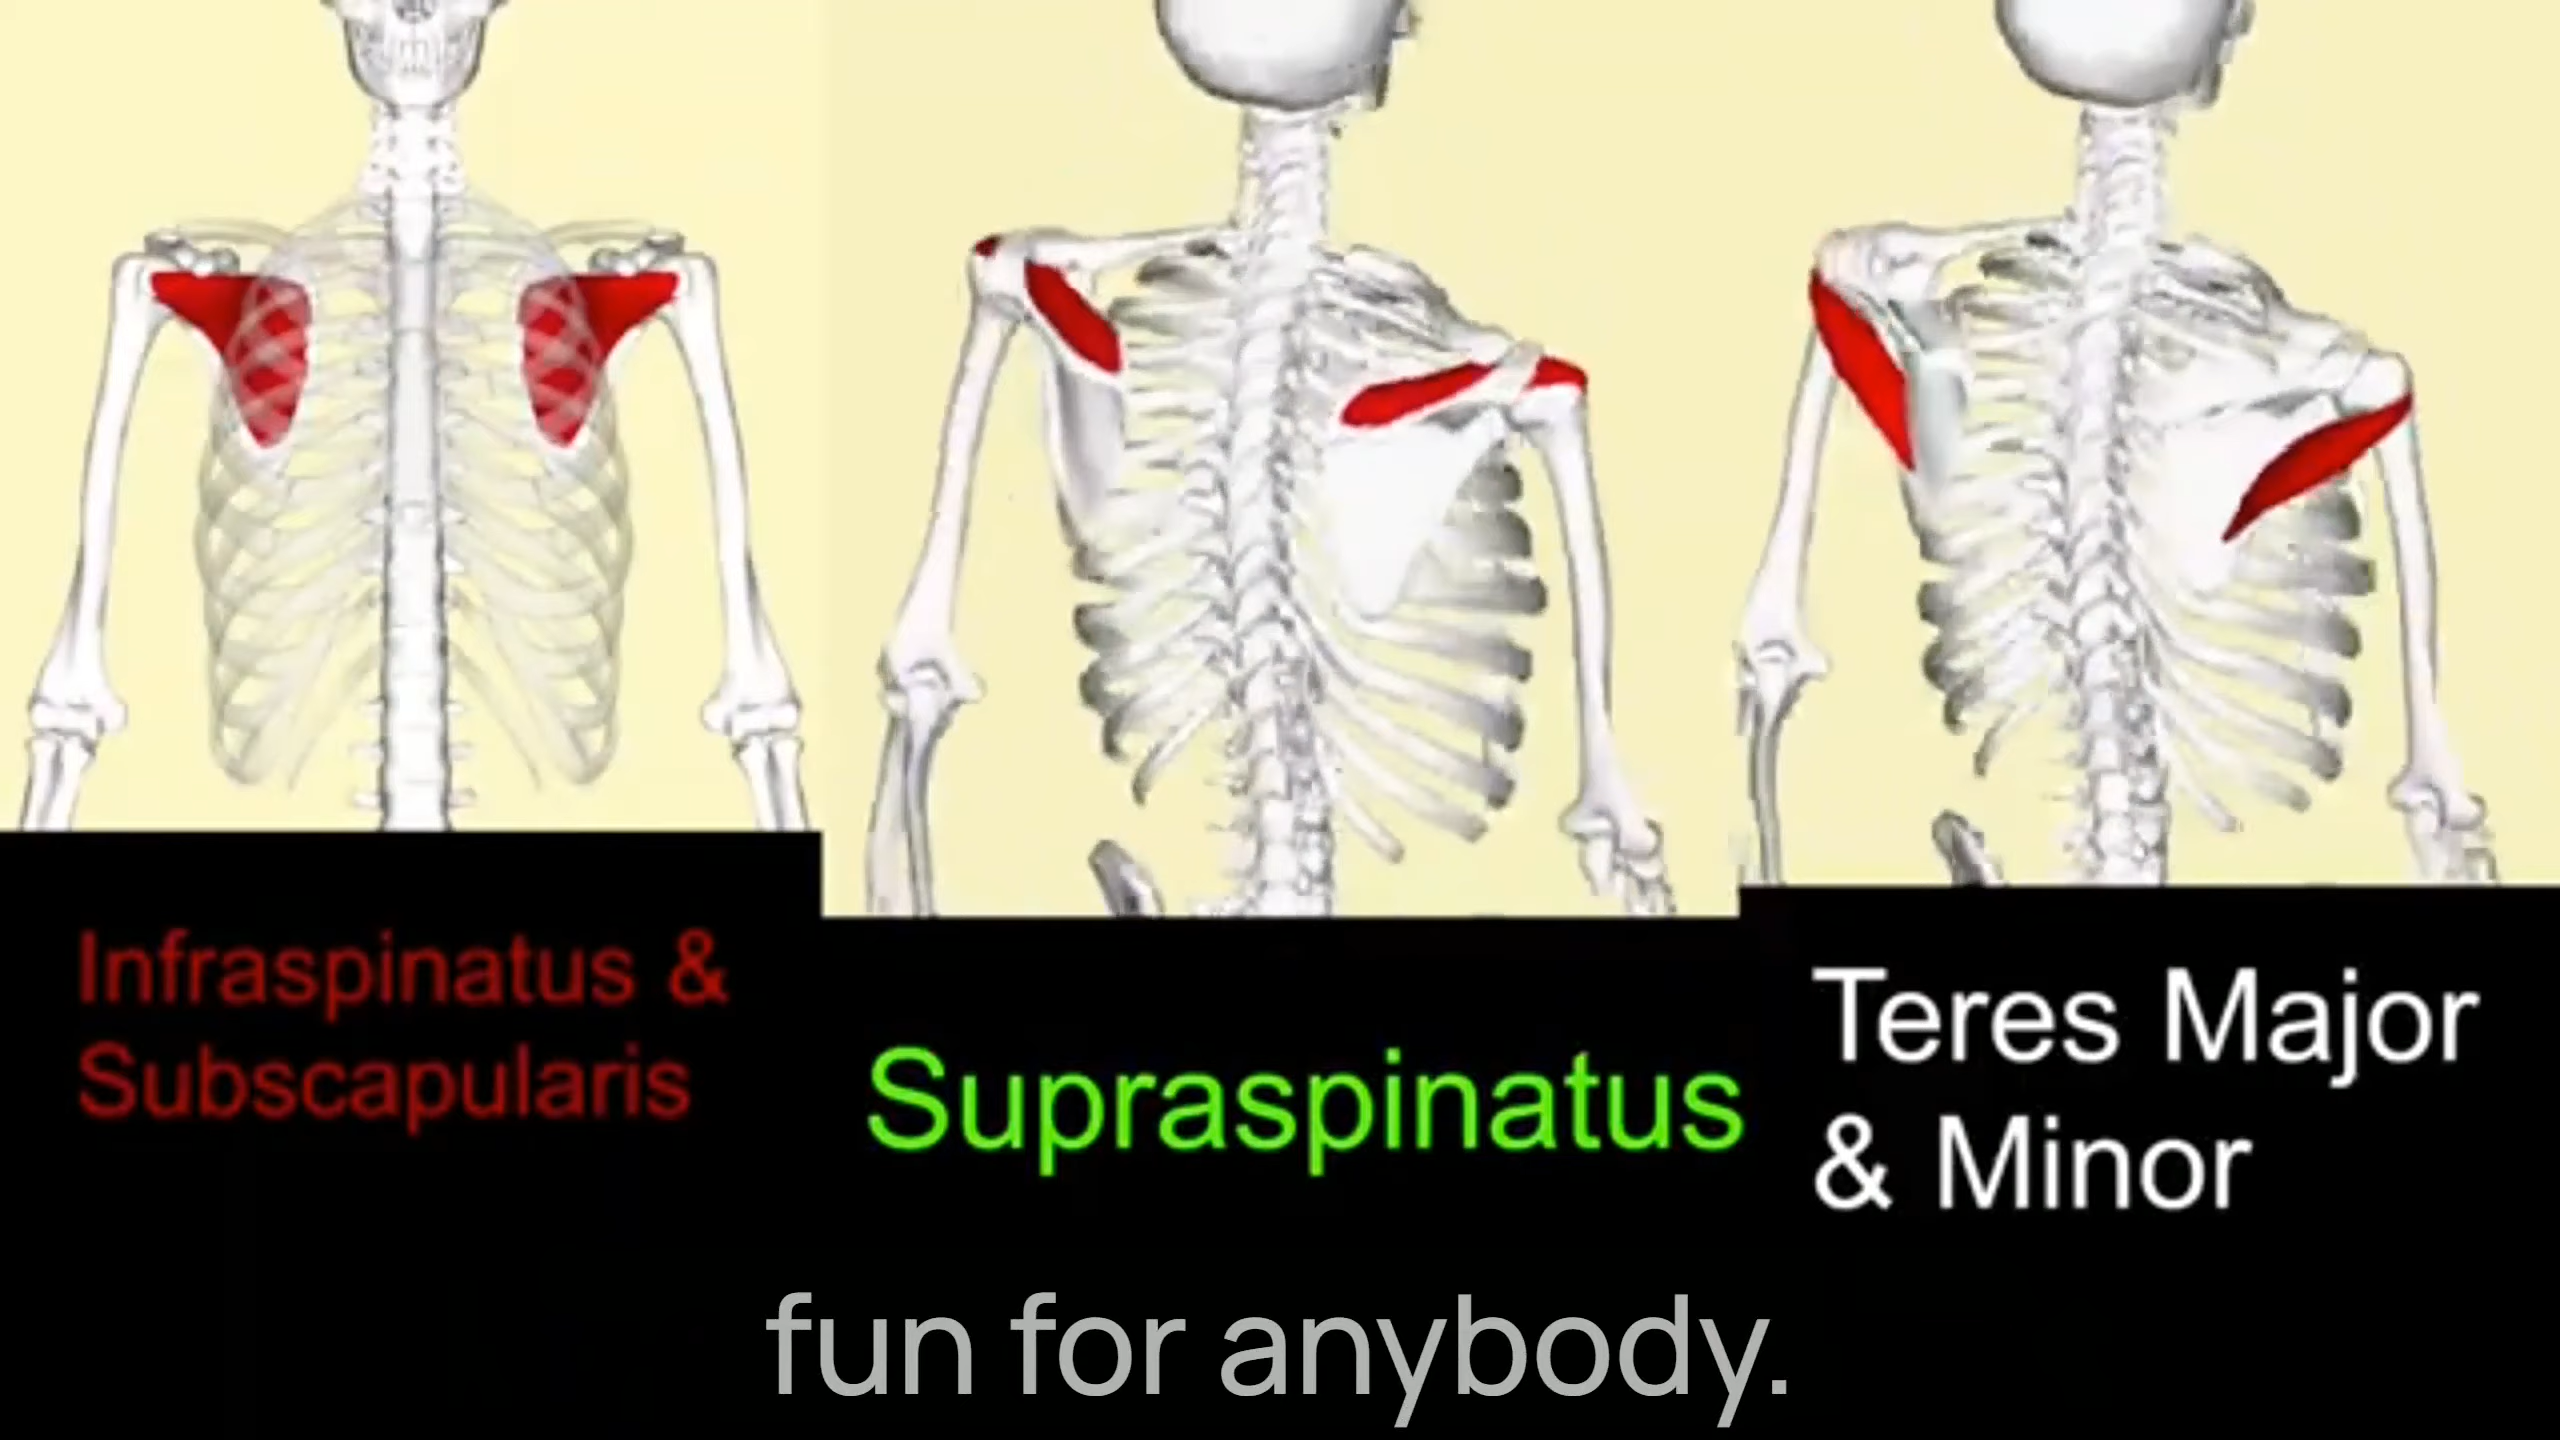 Infraspinatus &
Subscapularis
Supraspinatus
Teres Major
& Minor
fun for anybody.